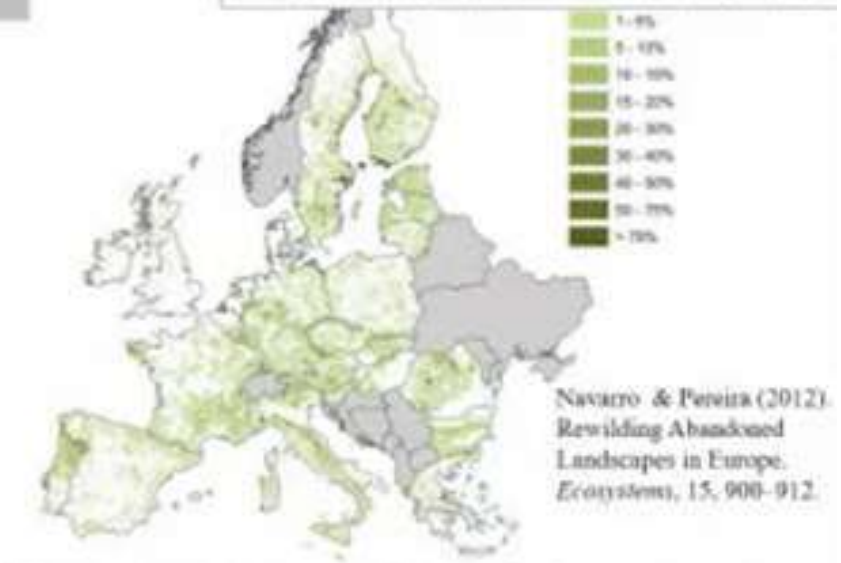 1 - 5%
5 - 10%
10 - 15%
15 - 20%
20 - 30%
30 - 40%
40 - 50%
50 - 75%
> 75%
Navarro & Pereira (2012).
Rewilding Abandoned
Landscapes in Europe.
Ecosystems, 15, 900–912.